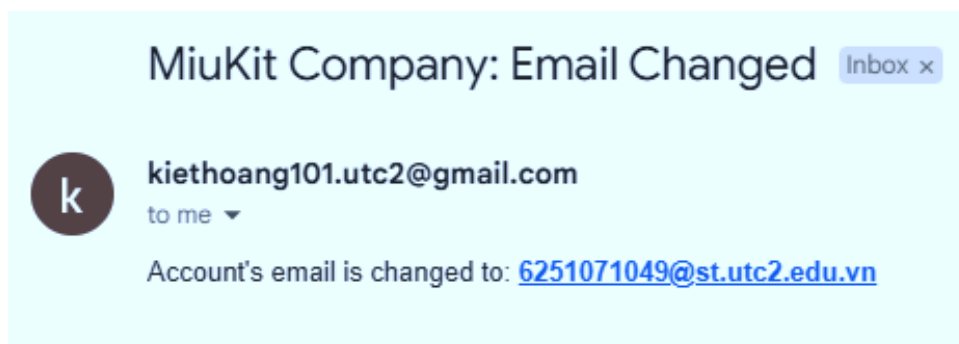 MiuKit Company: Email Changed Inbox ×
k
kiethoang101.utc2@gmail.com
to me
Account's email is changed to: 6251071049@st.utc2.edu.vn